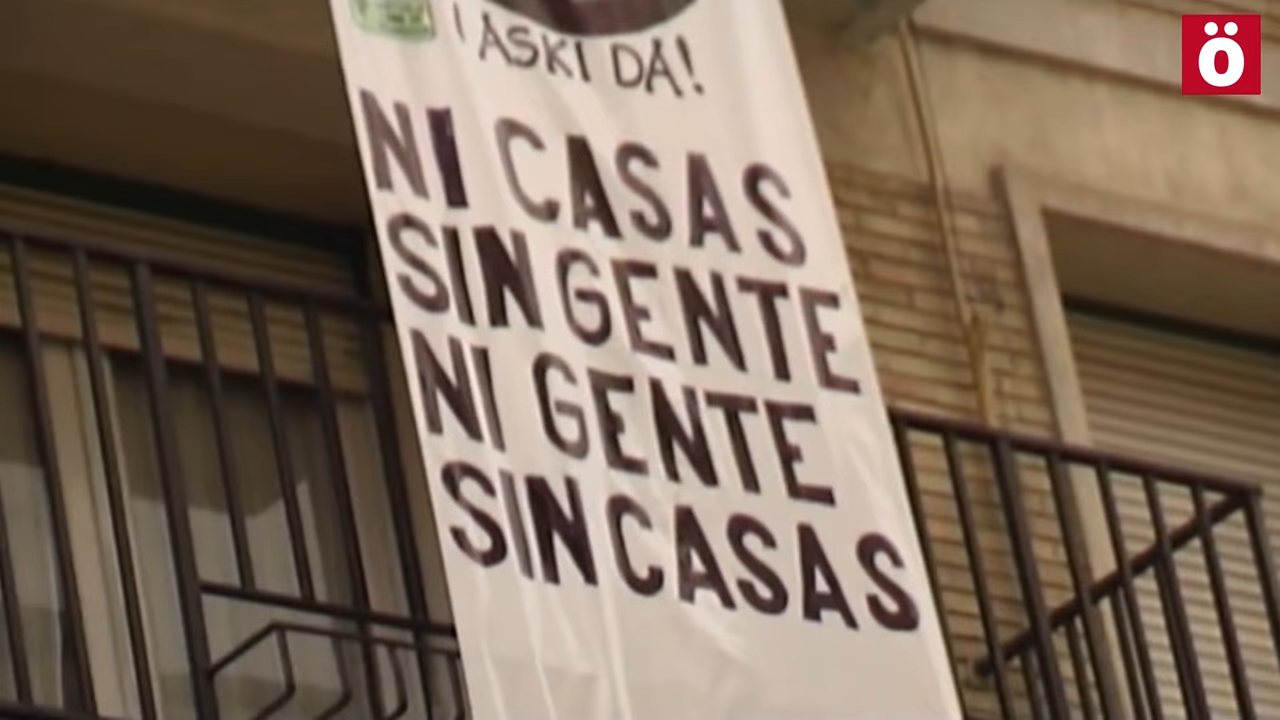 ¡ASKI DA!
NI CASAS
SIN GENTE
NI GENTE
SIN CASAS
ö